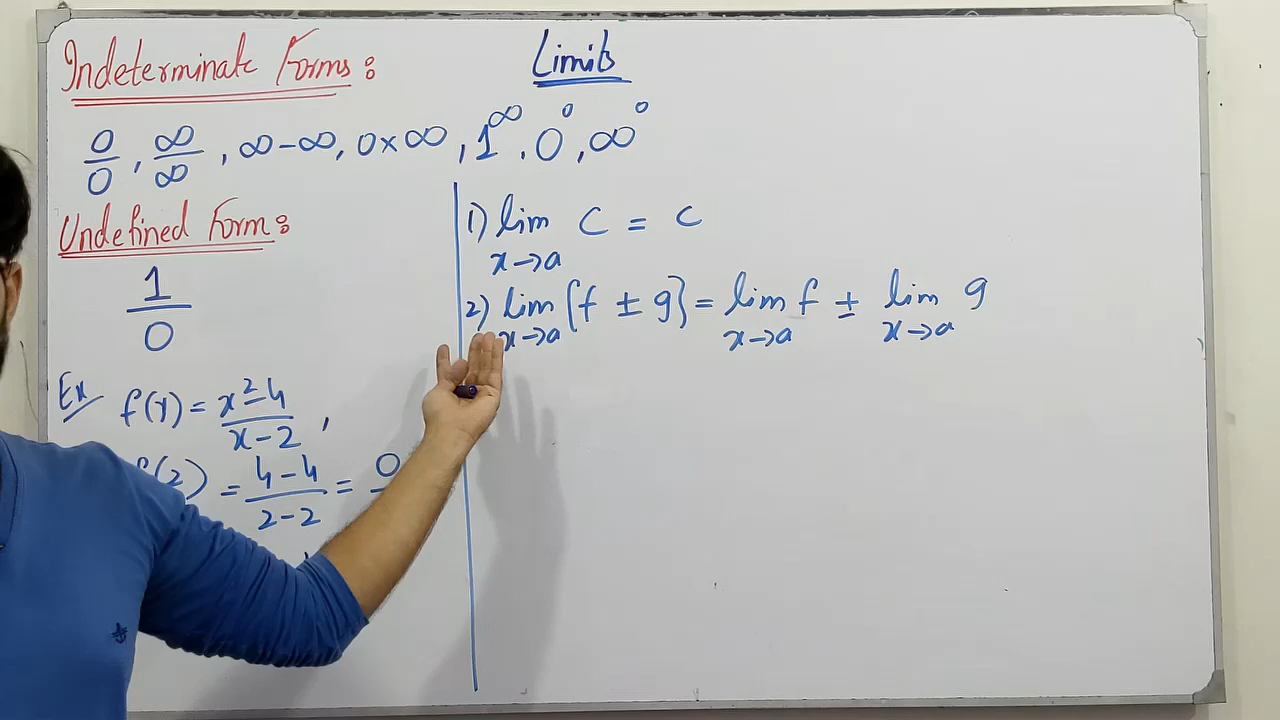 Limits
Indeterminate Forms:
0/0, ∞/∞, ∞-∞, 0×∞, 1^∞, 0^0, ∞^0
Undefined Form:
1/0
Ex f(x) = x²-4/x-2,
(2) = 4-4/2-2 = 0
1) lim x→a C = C
2) lim x→a [f ± g] = lim x→a f ± lim x→a g